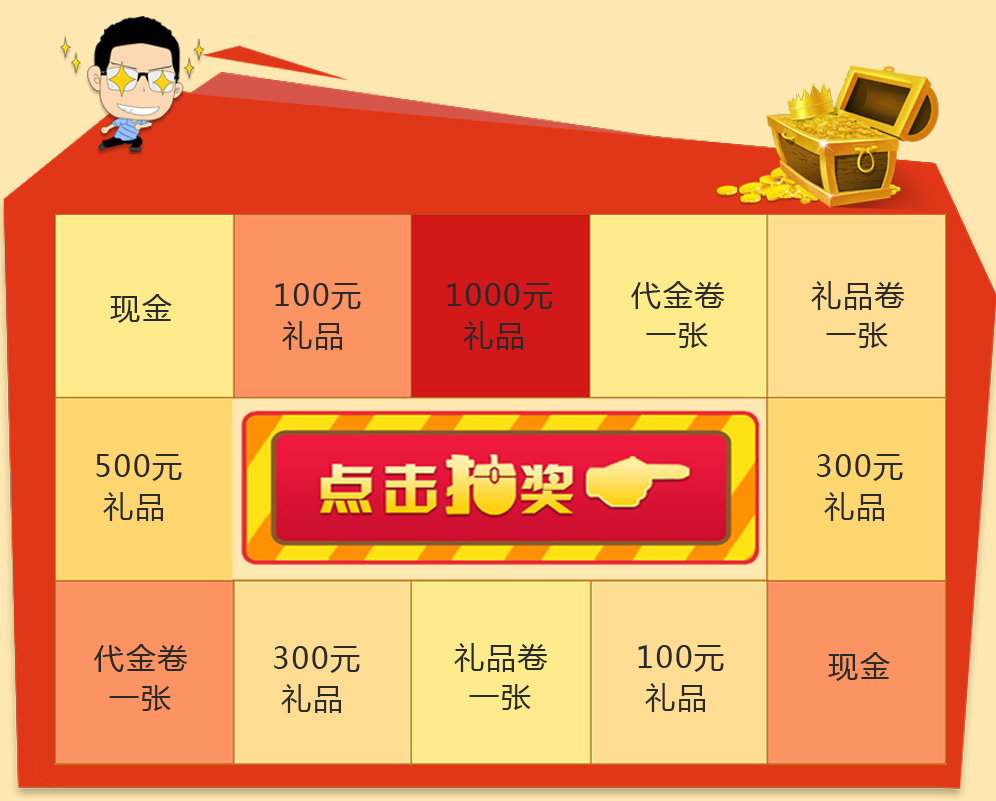 现金
100元
礼品
1000元
礼品
代金卷
一张
礼品卷
一张
500元
礼品
点击抽奖
300元
礼品
代金卷
一张
300元
礼品
礼品卷
一张
100元
礼品
现金